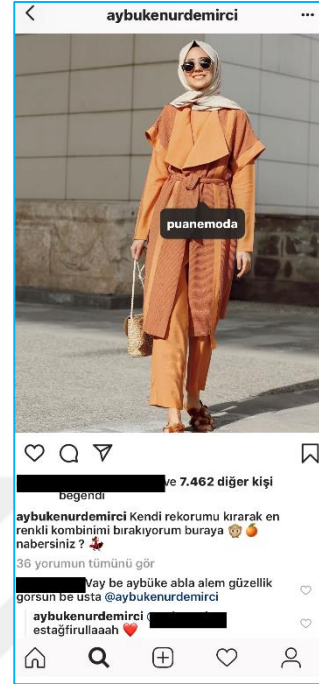 aybukenurdemirci
puanemoda
ve 7.462 diğer kişi
beğendi
aybukenurdemirci Kendi rekorumu kırarak en
renkli kombinimi bırakıyorum buraya 🙊🍊
nabersiniz ? 💃
36 yorumun tümünü gör
Vay be aybüke abla alem güzellik
görsün be usta @aybukenurdemirci
aybukenurdemirci
estağfirullaaah ❤️